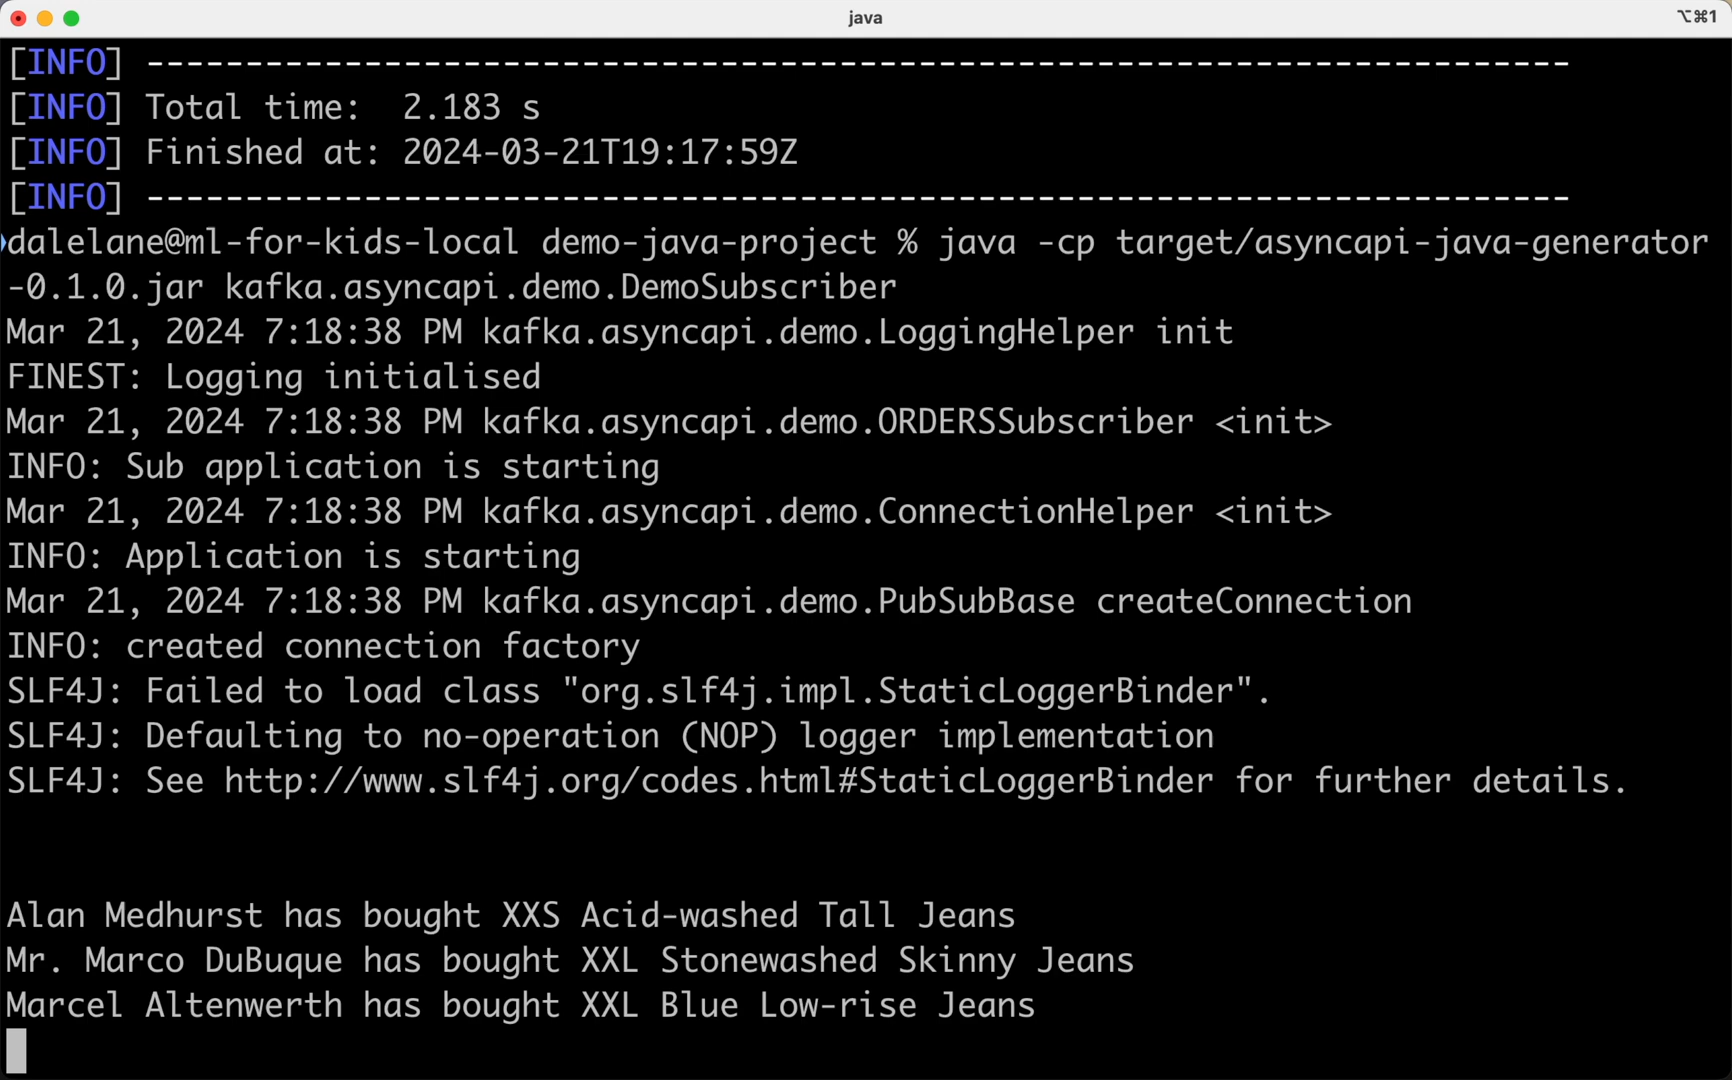 java
⌥⌘1
[INFO] ------------------------------------------------------------------------
[INFO] Total time:  2.183 s
[INFO] Finished at: 2024-03-21T19:17:59Z
[INFO] ------------------------------------------------------------------------
dalelane@ml-for-kids-local demo-java-project % java -cp target/asyncapi-java-generator
-0.1.0.jar kafka.asyncapi.demo.DemoSubscriber
Mar 21, 2024 7:18:38 PM kafka.asyncapi.demo.LoggingHelper init
FINEST: Logging initialised
Mar 21, 2024 7:18:38 PM kafka.asyncapi.demo.ORDERSSubscriber <init>
INFO: Sub application is starting
Mar 21, 2024 7:18:38 PM kafka.asyncapi.demo.ConnectionHelper <init>
INFO: Application is starting
Mar 21, 2024 7:18:38 PM kafka.asyncapi.demo.PubSubBase createConnection
INFO: created connection factory
SLF4J: Failed to load class "org.slf4j.impl.StaticLoggerBinder".
SLF4J: Defaulting to no-operation (NOP) logger implementation
SLF4J: See http://www.slf4j.org/codes.html#StaticLoggerBinder for further details.
Alan Medhurst has bought XXS Acid-washed Tall Jeans
Mr. Marco DuBuque has bought XXL Stonewashed Skinny Jeans
Marcel Altenwerth has bought XXL Blue Low-rise Jeans